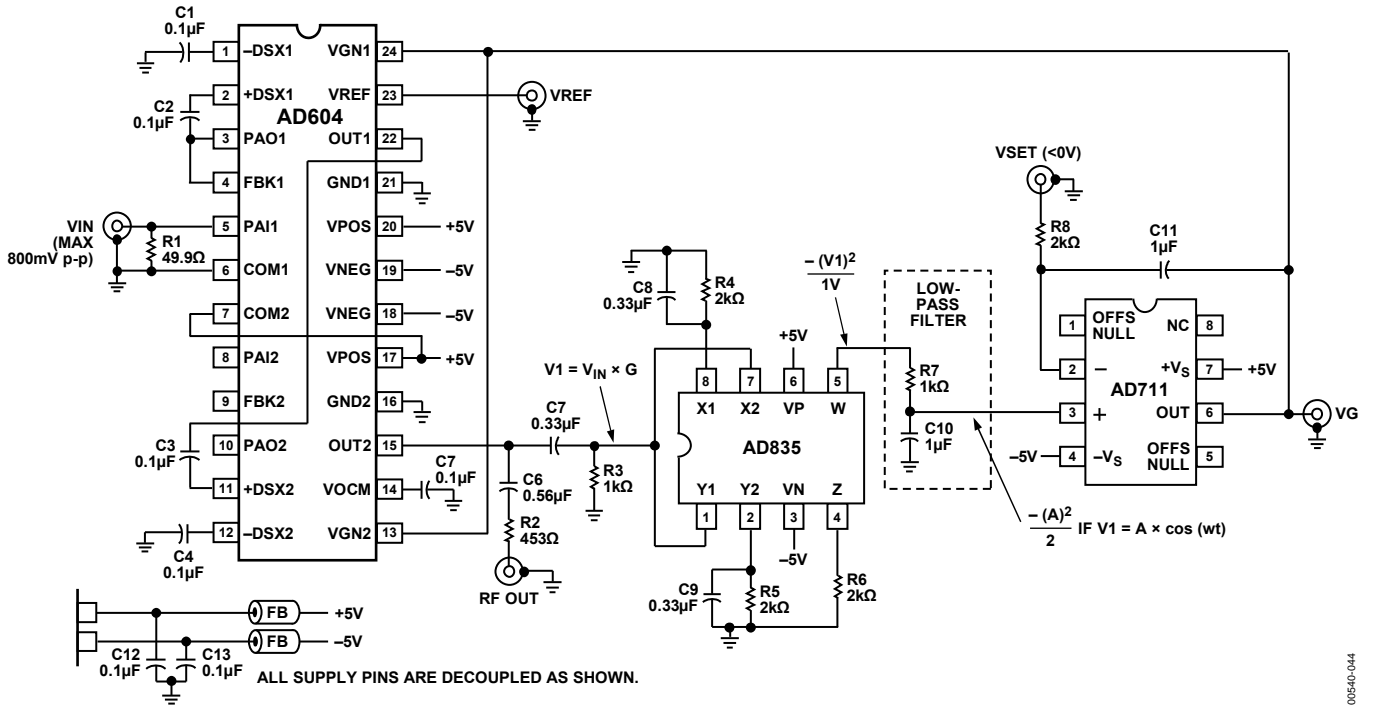 C1
0.1µF
1 –DSX1
VGN1 24
2 +DSX1
VREF 23
VREF
C2
0.1µF
AD604
3 PAO1
OUT1 22
4 FBK1
GND1 21
VIN
(MAX
800mV p-p)
R1
49.9Ω
5 PAI1
VPOS 20
+5V
6 COM1
VNEG 19
–5V
7 COM2
VNEG 18
–5V
8 PAI2
VPOS 17
+5V
9 FBK2
GND2 16
C3
0.1µF
10 PAO2
OUT2 15
11 +DSX2
VOCM 14
C7
0.1µF
12 –DSX2
VGN2 13
C4
0.1µF
C7
0.33µF
V1 = VIN × G
R3
1kΩ
C6
0.56µF
R2
453Ω
RF OUT
C8
0.33µF
R4
2kΩ
+5V
8 7 6 5
X1 X2 VP W
AD835
Y1 Y2 VN Z
1 2 3 4
–5V
C9
0.33µF
R5
2kΩ
R6
2kΩ
– (V1)2
1V
LOW-
PASS
FILTER
R7
1kΩ
C10
1µF
– (A)2
2
IF V1 = A × cos (wt)
VSET (<0V)
R8
2kΩ
C11
1µF
1 OFFS
NULL
NC 8
2 –
+VS 7
+5V
AD711
3 +
OUT 6
VG
–5V
4 –VS
OFFS
NULL 5
FB
+5V
FB
–5V
C12
0.1µF
C13
0.1µF
ALL SUPPLY PINS ARE DECOUPLED AS SHOWN.
00540-044